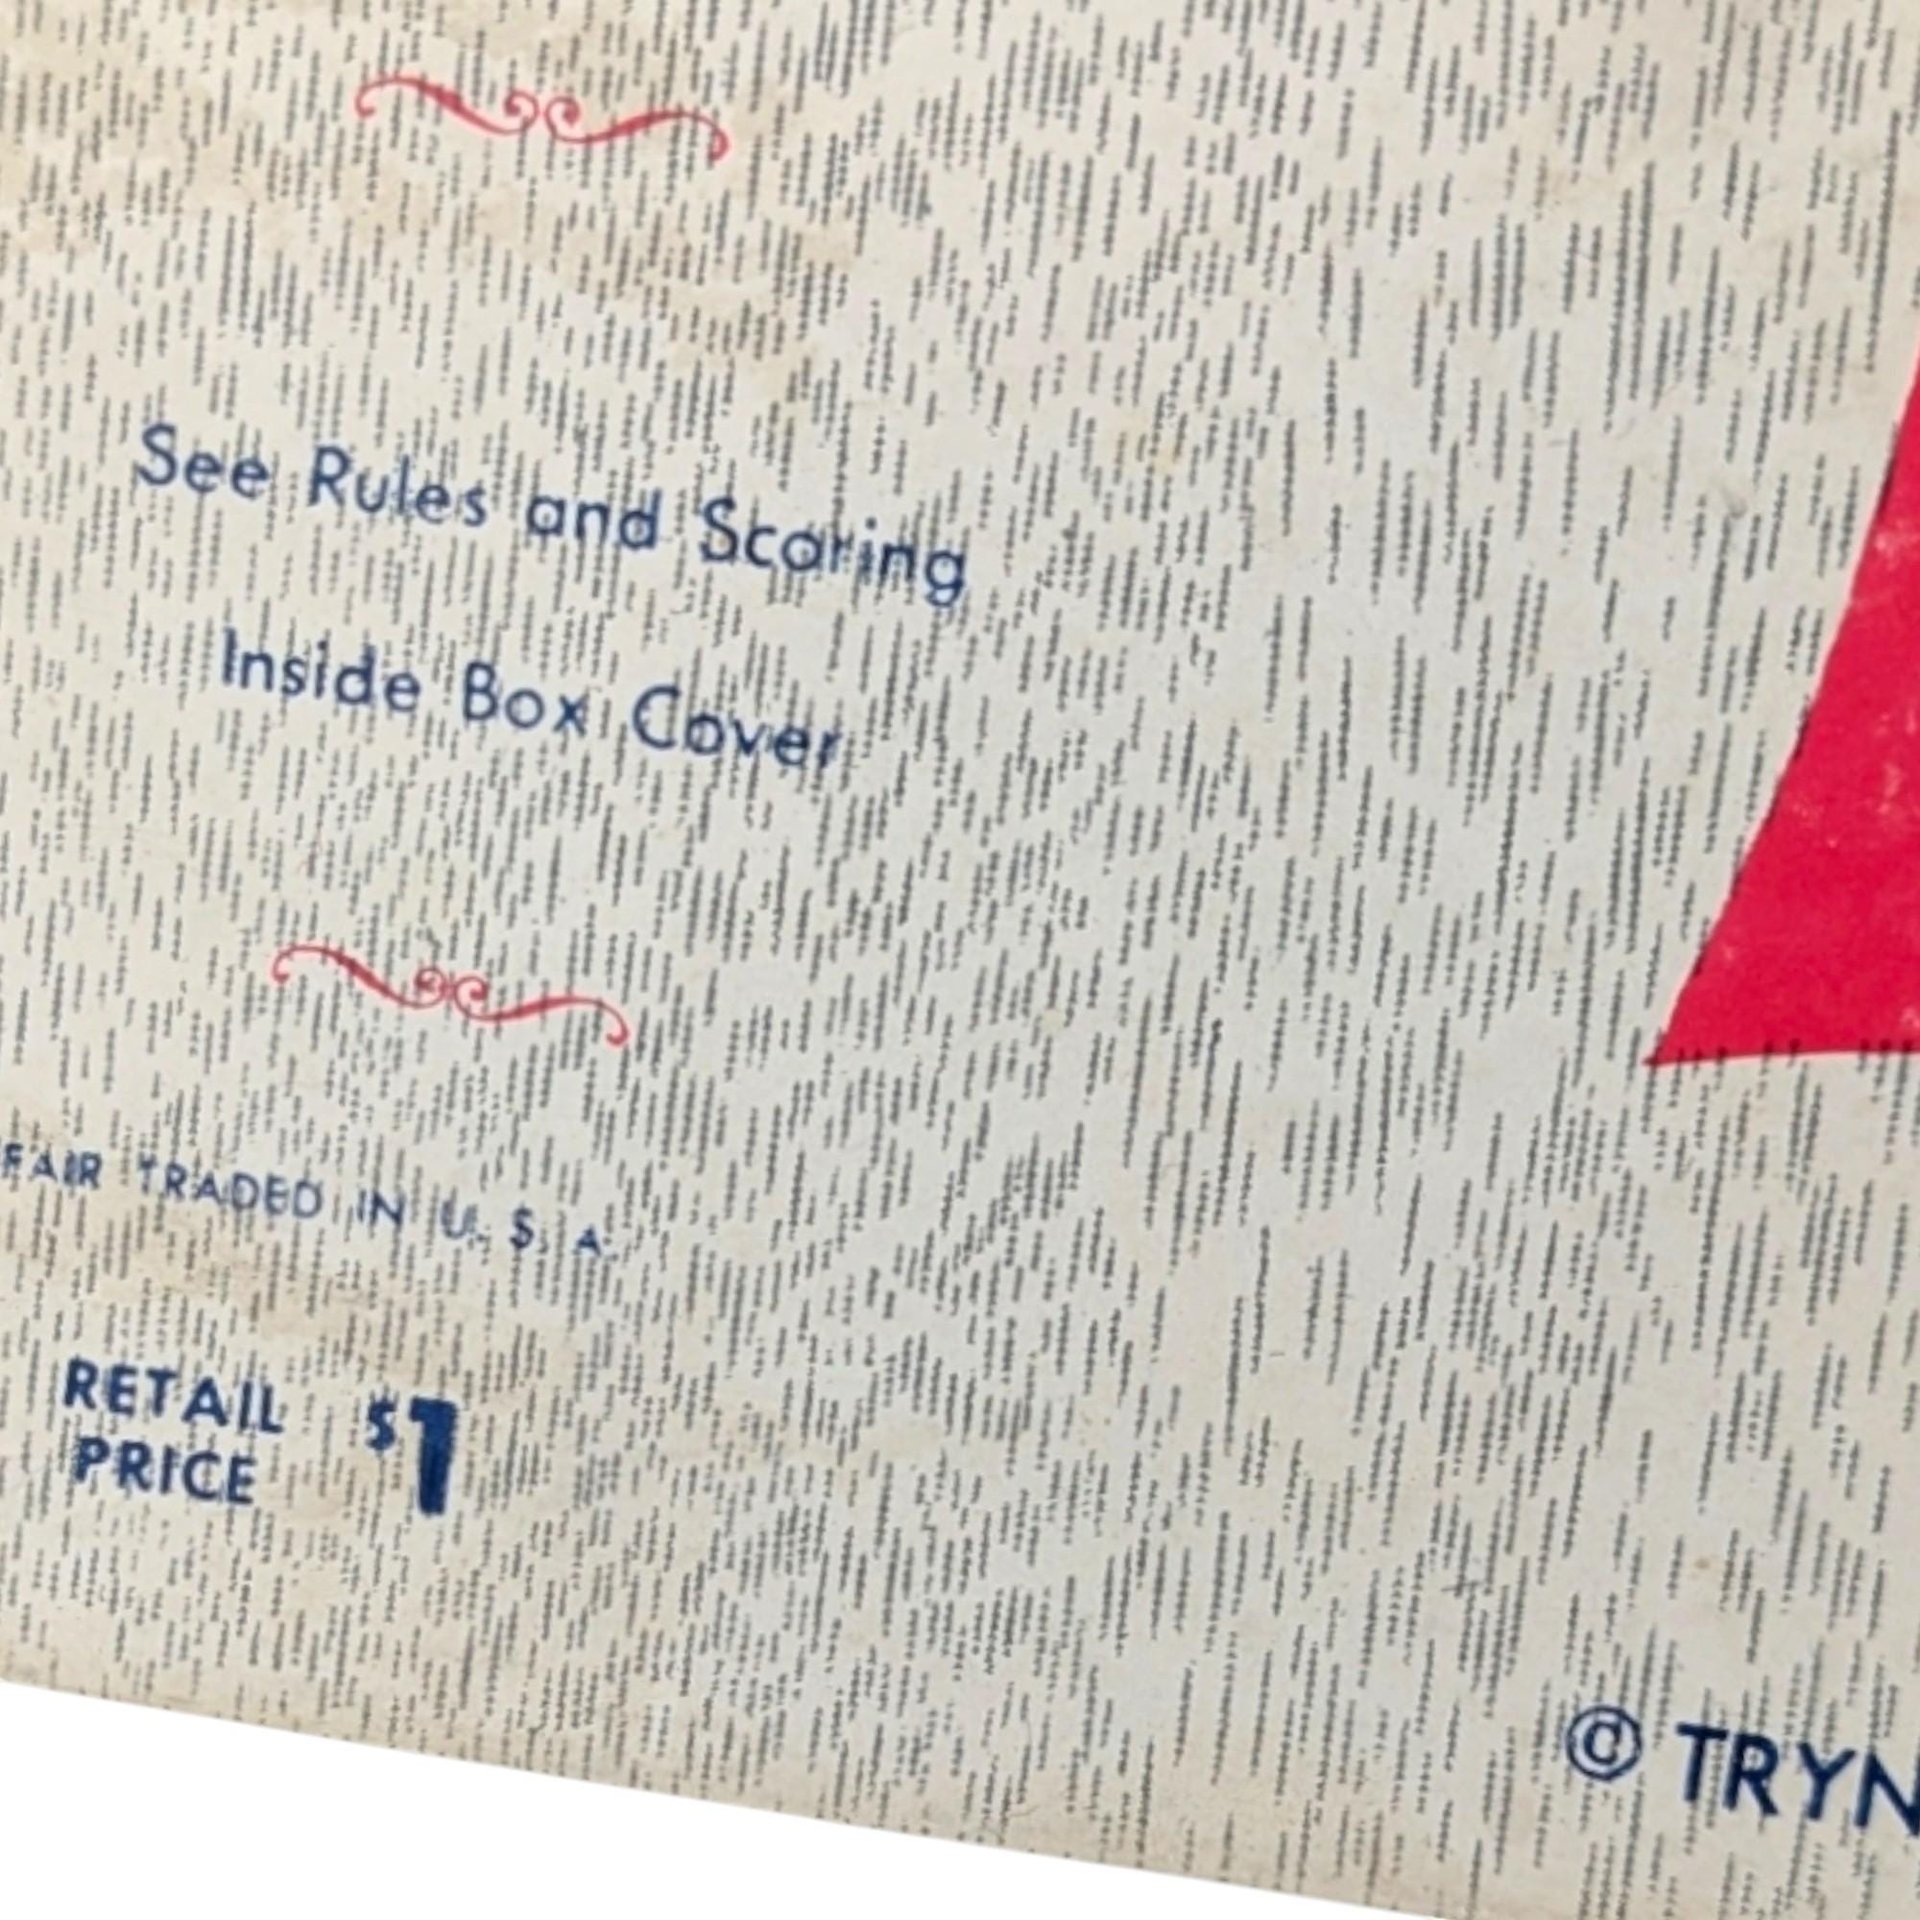 See Rules and Scoring
Inside Box Cover
FAIR TRADED IN U. S. A.
RETAIL $1
PRICE
© TRYN